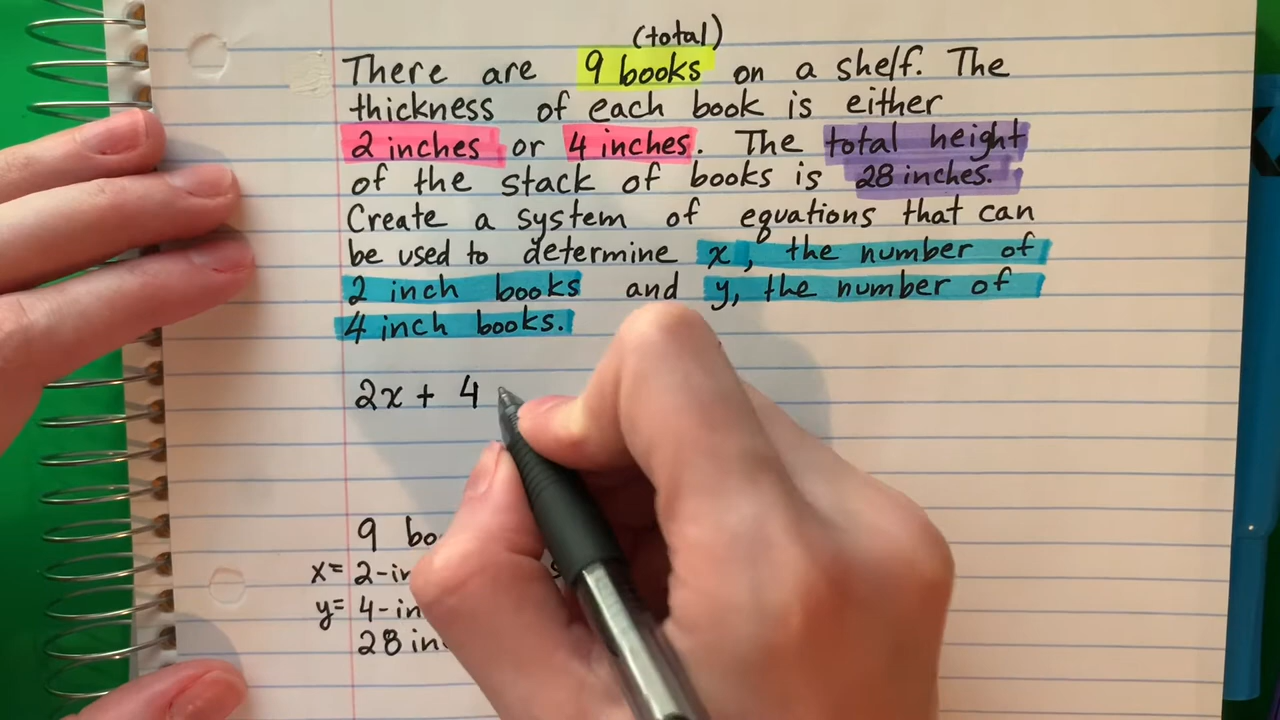 (total)
There are 9 books on a shelf. The
thickness of each book is either
2 inches or 4 inches. The total height
of the stack of books is 28 inches.
Create a system of equations that can
be used to determine x, the number of
2 inch books and y, the number of
4 inch books.
2x + 4
9
x= 2-
y= 4-
28